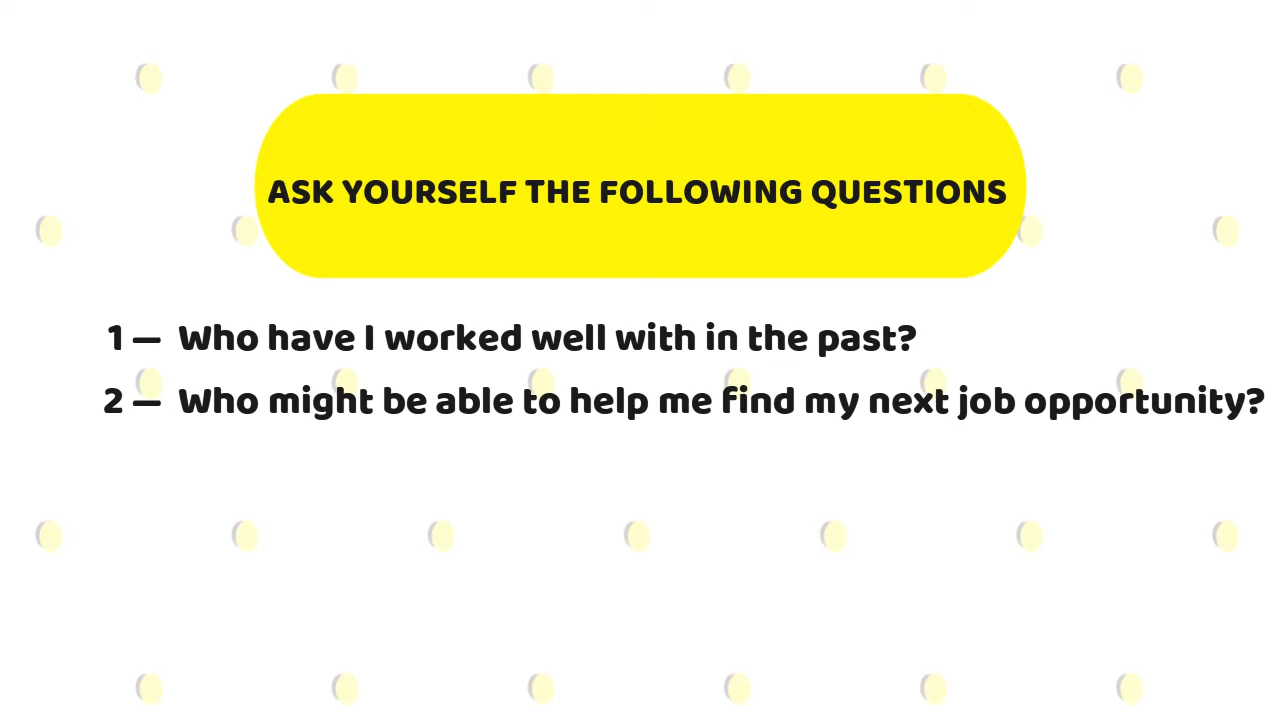 ASK YOURSELF THE FOLLOWING QUESTIONS
1 — Who have I worked well with in the past?
2 — Who might be able to help me find my next job opportunity?